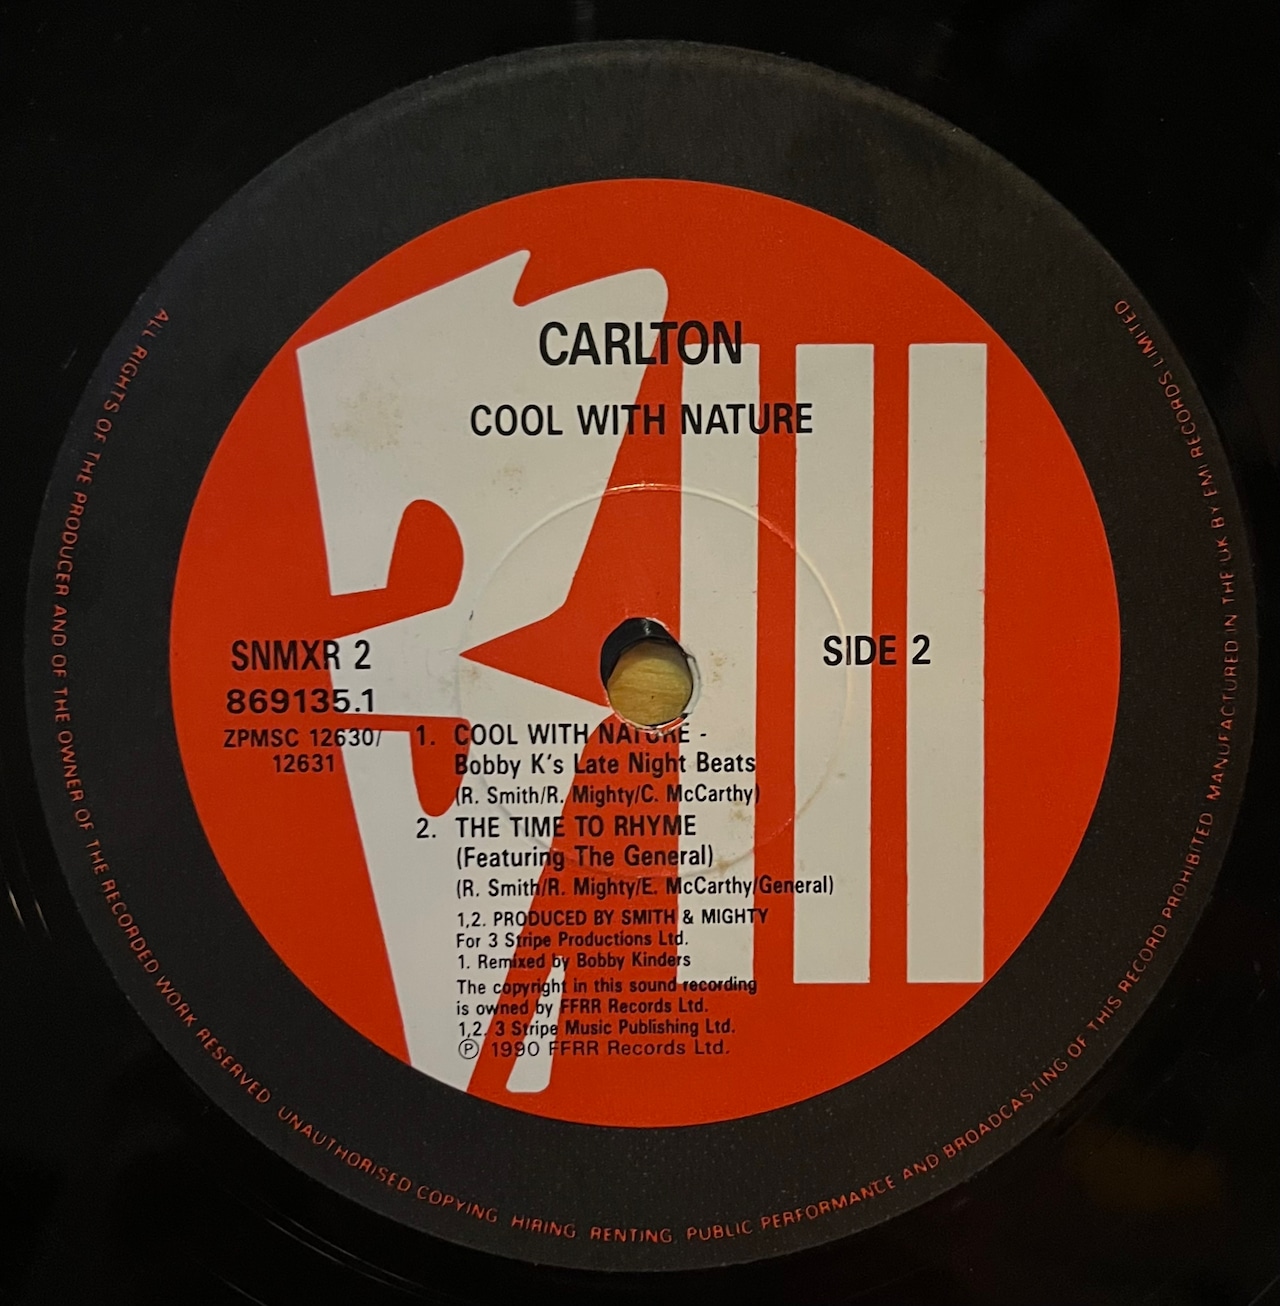 CARLTON
COOL WITH NATURE
SIDE 2
SNMXR 2
869135.1
ZPMSC 12630/
12631
1. COOL WITH NATURE -
Bobby K's Late Night Beats
(R. Smith/R. Mighty/C. McCarthy)
2. THE TIME TO RHYME
(Featuring The General)
(R. Smith/R. Mighty/E. McCarthy/General)
1,2. PRODUCED BY SMITH & MIGHTY
For 3 Stripe Productions Ltd.
1. Remixed by Bobby Kinders
The copyright in this sound recording
is owned by FFRR Records Ltd.
1,2. 3 Stripe Music Publishing Ltd.
Ⓟ 1990 FFRR Records Ltd.
ALL RIGHTS OF THE PRODUCER AND OF THE OWNER OF THE RECORDED WORK RESERVED UNAUTHORISED COPYING HIRING RENTING PUBLIC PERFORMANCE AND BROADCASTING OF THIS RECORD PROHIBITED MANUFACTURED IN THE UK BY EMI RECORDS LIMITED